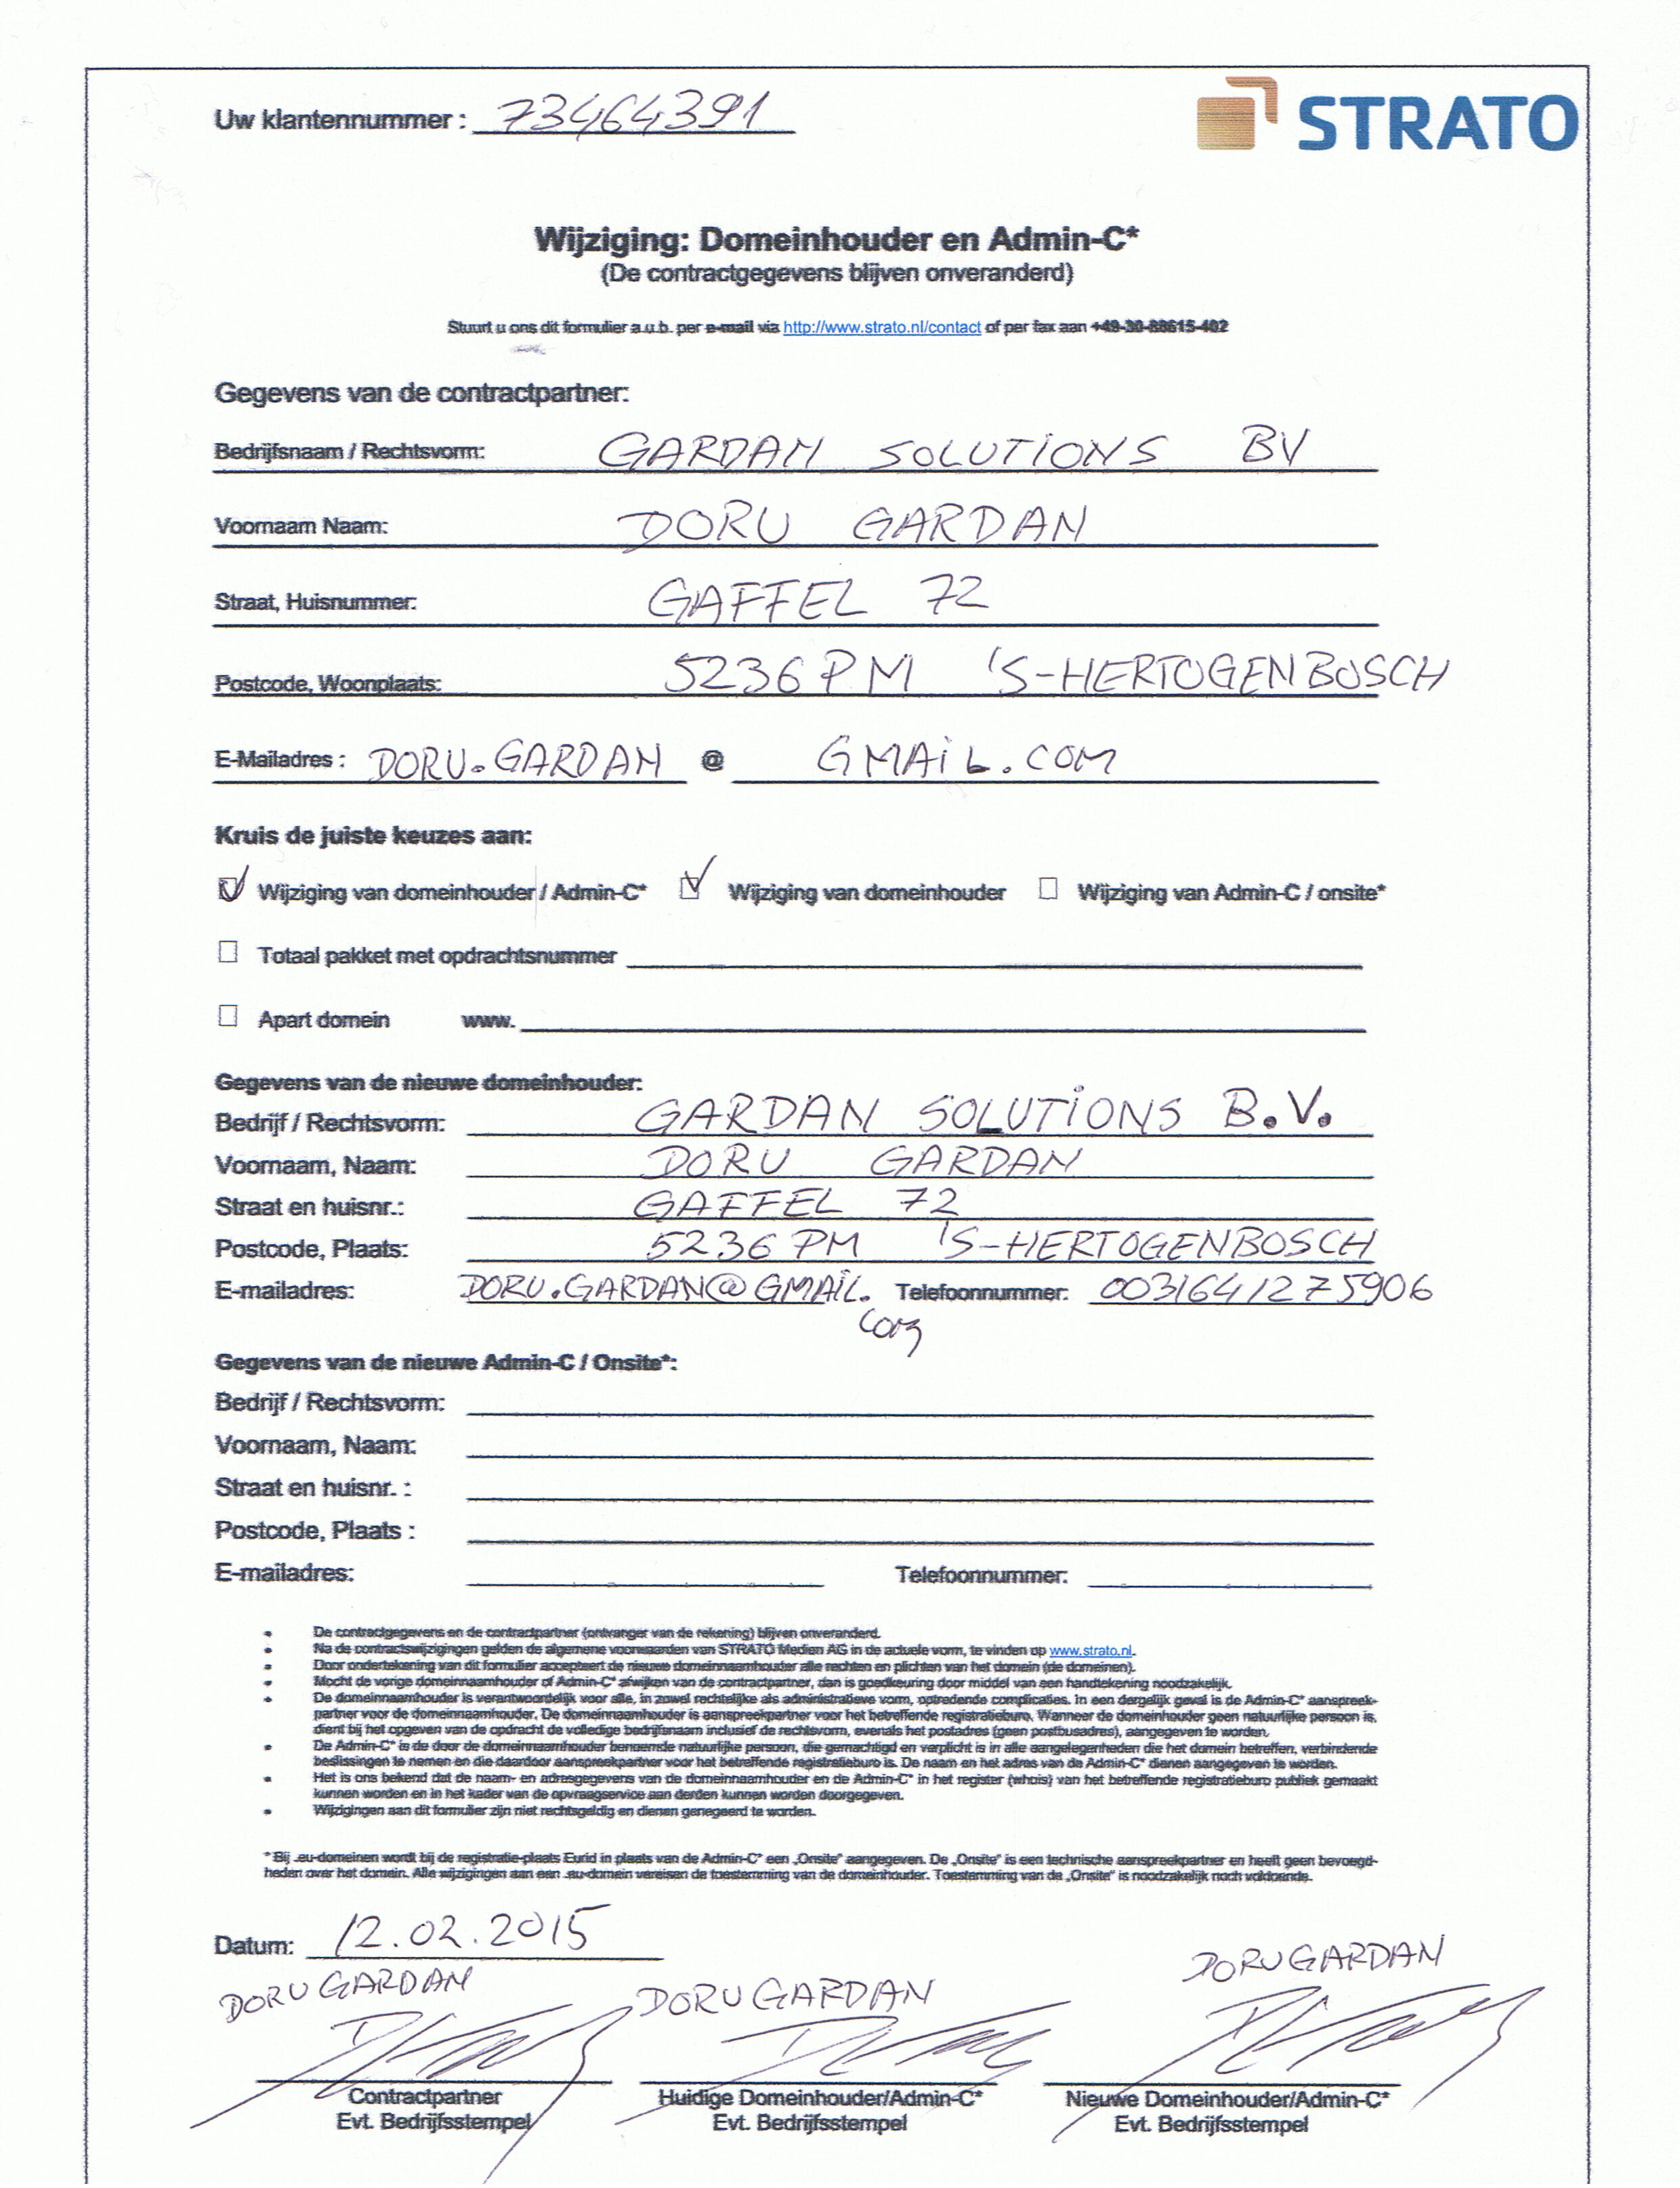 Uw klantennummer : 73464391
STRATO
Wijziging: Domeinhouder en Admin-C*
(De contractgegevens blijven onveranderd)
Stuurt u ons dit formulier a.u.b. per e-mail via http://www.strato.nl/contact of per fax aan +49-30-88615-402
Gegevens van de contractpartner:
Bedrijfsnaam / Rechtsvorm: GARDAN SOLUTIONS BV
Voornaam Naam: DORU GARDAN
Straat, Huisnummer: GAFFEL 72
Postcode, Woonplaats: 5236 PM 'S-HERTOGENBOSCH
E-Mailadres : DORU.GARDAN @ GMAIL.COM
Kruis de juiste keuzes aan:
Wijziging van domeinhouder / Admin-C* Wijziging van domeinhouder Wijziging van Admin-C / onsite*
Totaal pakket met opdrachtsnummer
Apart domein www.
Gegevens van de nieuwe domeinhouder:
Bedrijf / Rechtsvorm: GARDAN SOLUTIONS B.V.
Voornaam, Naam: DORU GARDAN
Straat en huisnr.: GAFFEL 72
Postcode, Plaats: 5236 PM 'S-HERTOGENBOSCH
E-mailadres: DORU.GARDAN@GMAIL. Telefoonnummer: 0031641275906
com
Gegevens van de nieuwe Admin-C / Onsite*:
Bedrijf / Rechtsvorm:
Voornaam, Naam:
Straat en huisnr. :
Postcode, Plaats :
E-mailadres: Telefoonnummer:
• De contractgegevens en de contractpartner (ontvanger van de rekening) blijven onveranderd.
• Na de contractswijzigingen gelden de algemene voorwaarden van STRATO Medien AG in de actuele vorm, te vinden op www.strato.nl.
• Door ondertekening van dit formulier accepteert de nieuwe domeinnaamhouder alle rechten en plichten van het domein (de domeinen).
• Mocht de vorige domeinnaamhouder of Admin-C* afwijken van de contractpartner, dan is goedkeuring door middel van een handtekening noodzakelijk.
• De domeinnaamhouder is verantwoordelijk voor alle, in zowel rechtelijke als administratieve vorm, optredende complicaties. In een dergelijk geval is de Admin-C* aanspreek-
partner voor de domeinnaamhouder. De domeinnaamhouder is aanspreekpartner voor het betreffende registratieburo. Wanneer de domeinhouder geen natuurlijke persoon is,
dient bij het opgeven van de opdracht de volledige bedrijfsnaam inclusief de rechtsvorm, evenals het postadres (geen postbusadres), aangegeven te worden.
• De Admin-C* is de door de domeinnaamhouder benoemde natuurlijke persoon, die gemachtigd en verplicht is in alle aangelegenheden die het domein betreffen, verbindende
beslissingen te nemen en die daardoor aanspreekpartner voor het betreffende registratieburo is. De naam en het adres van de Admin-C* dienen aangegeven te worden.
• Het is ons bekend dat de naam- en adresgegevens van de domeinnaamhouder en de Admin-C* in het register (whois) van het betreffende registratieburo publiek gemaakt
kunnen worden en in het kader van de opvraagservice aan derden kunnen worden doorgegeven.
• Wijzigingen aan dit formulier zijn niet rechtsgeldig en dienen genegeerd te worden.
* Bij .eu-domeinen wordt bij de registratie-plaats Eurid in plaats van de Admin-C* een „Onsite“ aangegeven. De „Onsite“ is een technische aanspreekpartner en heeft geen bevoegd-
heden over het domein. Alle wijzigingen aan een .eu-domein vereisen de toestemming van de domeinhouder. Toestemming van de „Onsite“ is noodzakelijk noch voldoende.
Datum: 12.02.2015
DORU GARDAN DORU GARDAN DORU GARDAN
Contractpartner Huidige Domeinhouder/Admin-C* Nieuwe Domeinhouder/Admin-C*
Evt. Bedrijfsstempel Evt. Bedrijfsstempel Evt. Bedrijfsstempel